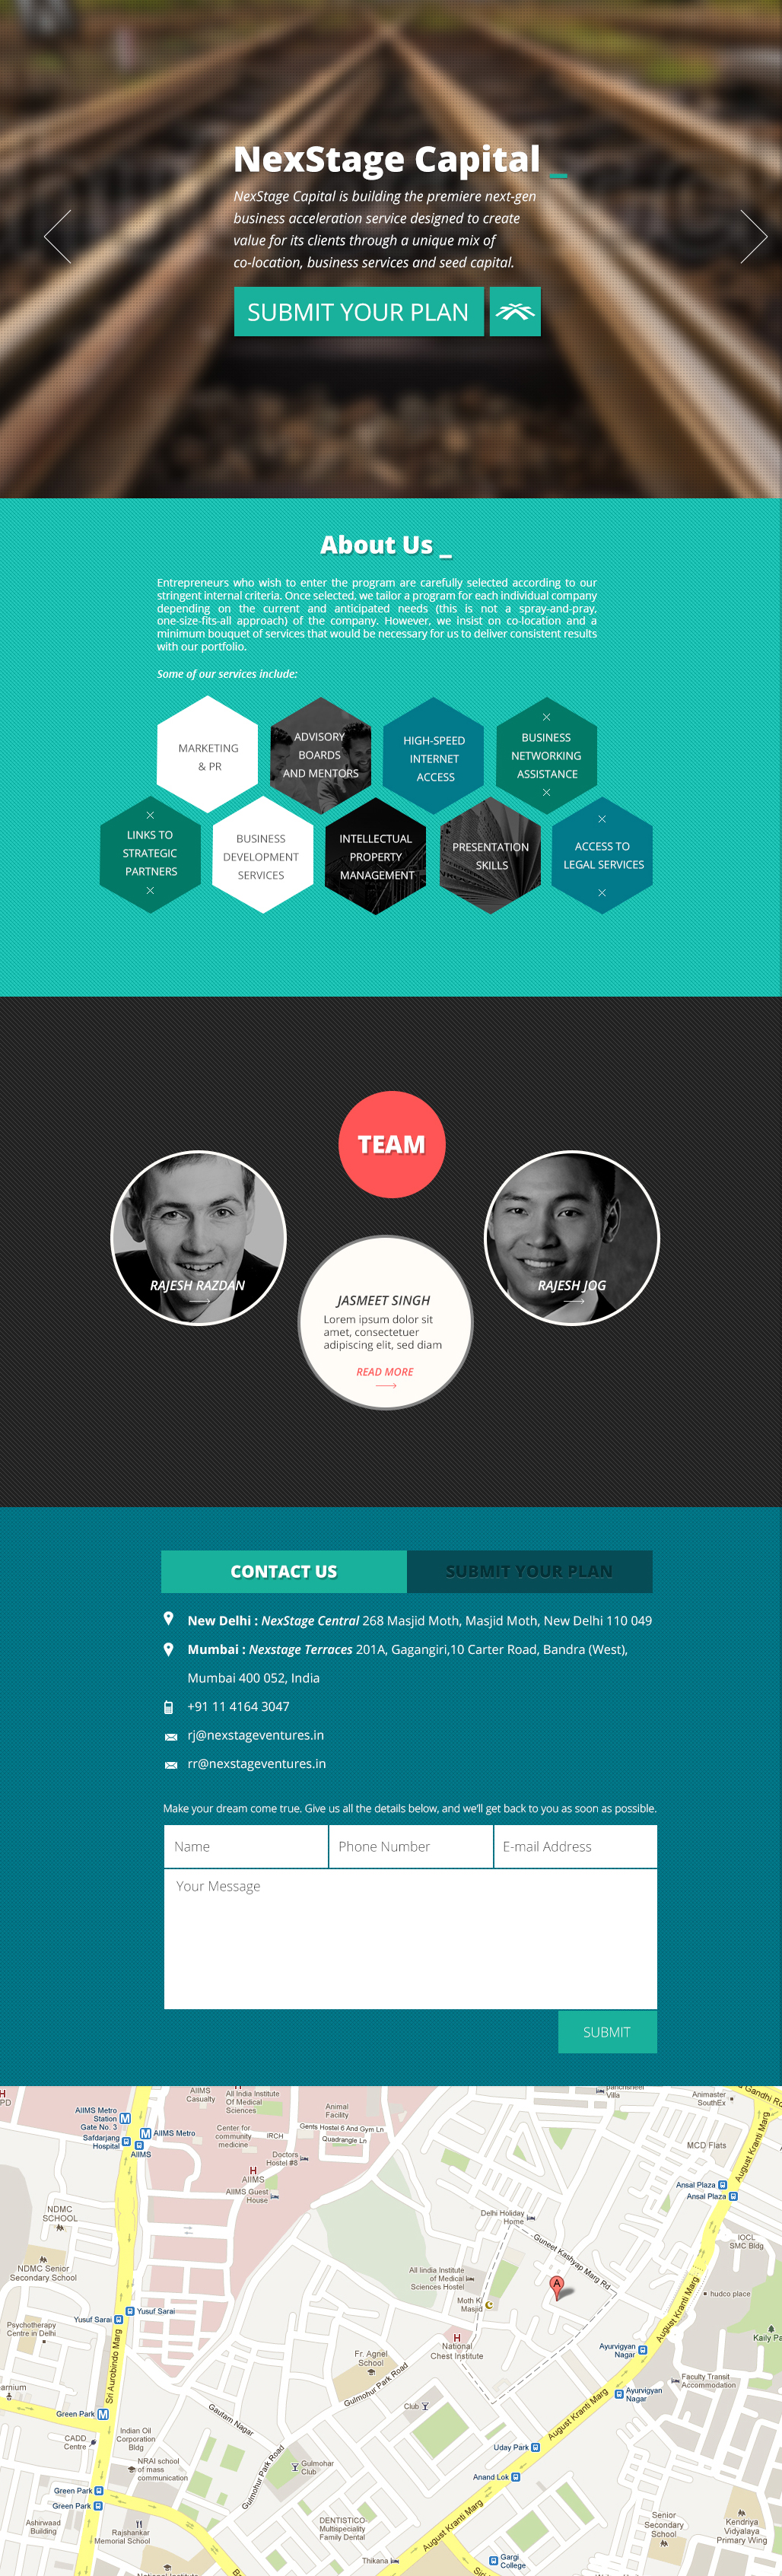 NexStage Capital _
NexStage Capital is building the premiere next-gen
business acceleration service designed to create
value for its clients through a unique mix of
co-location, business services and seed capital.
SUBMIT YOUR PLAN
About Us _
Entrepreneurs who wish to enter the program are carefully selected according to our
stringent internal criteria. Once selected, we tailor a program for each individual company
depending on the current and anticipated needs (this is not a spray-and-pray,
one-size-fits-all approach) of the company. However, we insist on co-location and a
minimum bouquet of services that would be necessary for us to deliver consistent results
with our portfolio.
Some of our services include:
MARKETING
& PR
ADVISORY
BOARDS
AND MENTORS
HIGH-SPEED
INTERNET
ACCESS
BUSINESS
NETWORKING
ASSISTANCE
LINKS TO
STRATEGIC
PARTNERS
BUSINESS
DEVELOPMENT
SERVICES
INTELLECTUAL
PROPERTY
MANAGEMENT
PRESENTATION
SKILLS
ACCESS TO
LEGAL SERVICES
TEAM
RAJESH RAZDAN
RAJESH JOG
JASMEET SINGH
Lorem ipsum dolor sit
amet, consectetuer
adipiscing elit, sed diam
READ MORE
CONTACT US
SUBMIT YOUR PLAN
New Delhi : NexStage Central 268 Masjid Moth, Masjid Moth, New Delhi 110 049
Mumbai : Nexstage Terraces 201A, Gagangiri,10 Carter Road, Bandra (West),
Mumbai 400 052, India
+91 11 4164 3047
rj@nexstageventures.in
rr@nexstageventures.in
Make your dream come true. Give us all the details below, and we'll get back to you as soon as possible.
Name
Phone Number
E-mail Address
Your Message
SUBMIT
AIIMS Metro
Station
Gate No. 3
Safdarjang
Hospital
AIIMS Metro
AIIMS
AIIMS
Casualty
All India Institute
Of Medical
Sciences
Center for
community
medicine
IRCH
Animal
Facility
Gents Hostel 6 And Gym Ln
Quadrangle Ln
Doctors
Hostel #8
AIIMS
AIIMS Guest
House
Villa
Animaster
SouthEx
Gandhi
MCD Flats
August Kranti Marg
Ansal Plaza
Ansal Plaza
NDMC
SCHOOL
NDMC Senior
Secondary School
Delhi Holiday
Home
Guneet Kashyap Marg Rd
IOCL
SMC Bldg
All Iindia Institute
of Medical
Sciences Hostel
Moth Ki
Masjid
A
hudco place
August Kranti Marg
Yusuf Sarai
Yusuf Sarai
Psychotherapy
Centre in Delhi
Sri Aurobindo Marg
National
Chest Institute
Fr. Agnel
School
Gulmohur Park Road
Ayurvigyan
Nagar
Kaily
Faculty Transit
Accommodation
Ayurvigyan
Nagar
August Kranti Marg
Club
Gautam Nagar
Green Park
Indian Oil
Corporation
Bldg
CADD
Centre
NRAI school
of mass
communication
Gulmohur Park Road
Gulmohar
Club
Uday Park
Anand Lok
Green Park
Green Park
Ashirwaad
Building
Rajshankar
Memorial School
DENTISTICO-
Multispeciality
Family Dental
August Kranti Marg
Senior
Secondary
School
Kendriya
Vidyalaya
Primary Wing
Thikana
Gargi
College